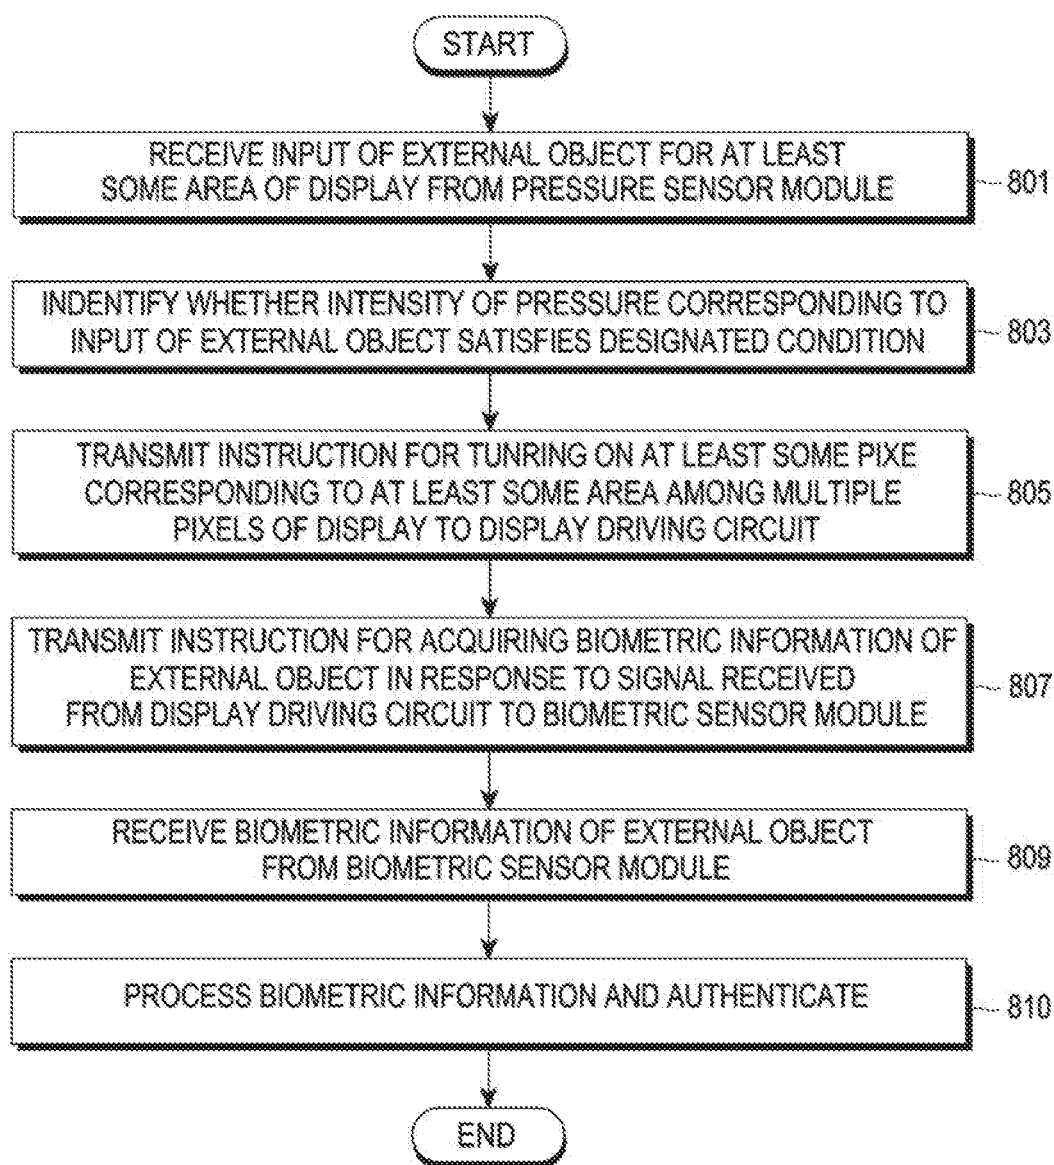 START
RECEIVE INPUT OF EXTERNAL OBJECT FOR AT LEAST
SOME AREA OF DISPLAY FROM PRESSURE SENSOR MODULE
801
INDENTIFY WHETHER INTENSITY OF PRESSURE CORRESPONDING TO
INPUT OF EXTERNAL OBJECT SATISFIES DESIGNATED CONDITION
803
TRANSMIT INSTRUCTION FOR TUNRING ON AT LEAST SOME PIXE
CORRESPONDING TO AT LEAST SOME AREA AMONG MULTIPLE
PIXELS OF DISPLAY TO DISPLAY DRIVING CIRCUIT
805
TRANSMIT INSTRUCTION FOR ACQUIRING BIOMETRIC INFORMATION OF
EXTERNAL OBJECT IN RESPONSE TO SIGNAL RECEIVED
FROM DISPLAY DRIVING CIRCUIT TO BIOMETRIC SENSOR MODULE
807
RECEIVE BIOMETRIC INFORMATION OF EXTERNAL OBJECT
FROM BIOMETRIC SENSOR MODULE
809
PROCESS BIOMETRIC INFORMATION AND AUTHENTICATE
810
END